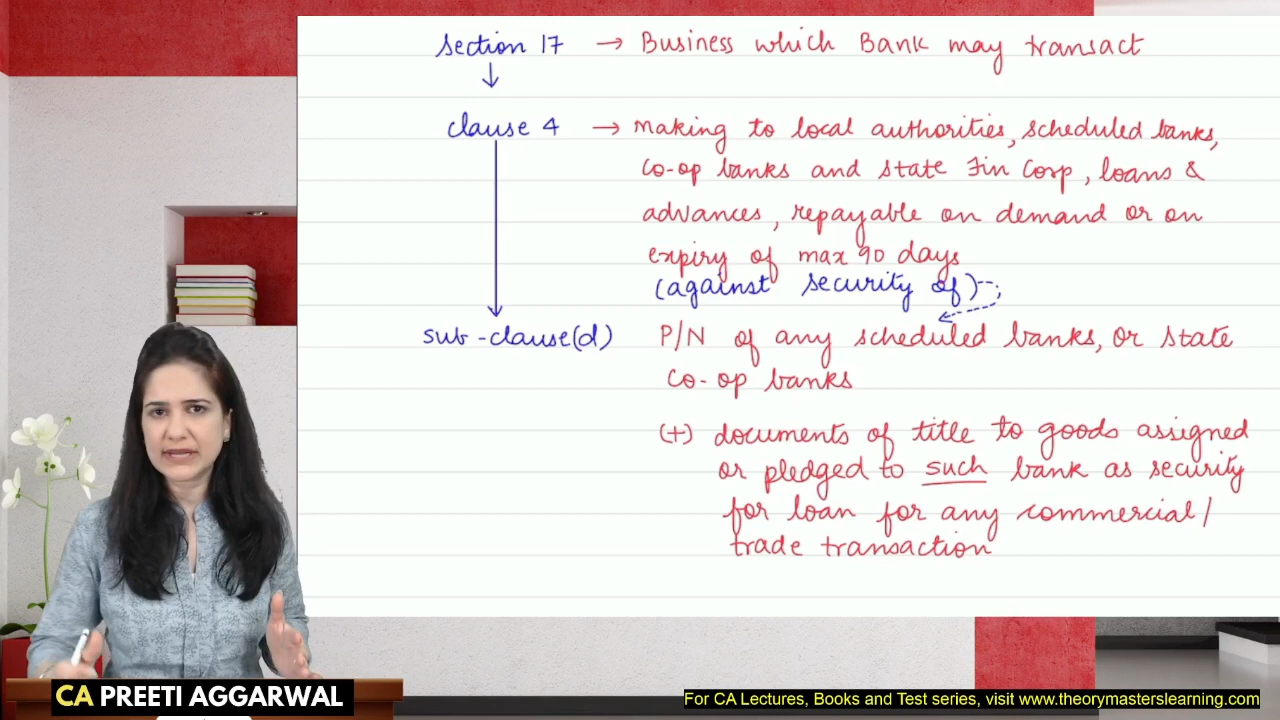 section 17 → Business which Bank may transact
clause 4 → Making to local authorities, scheduled banks,
co-op banks and state Fin Corp, loans &
advances, repayable on demand or on
expiry of max 90 days
(against security of)
sub-clause(d) P/N of any scheduled banks, or state
co-op banks
(+) documents of title to goods assigned
or pledged to such bank as security
for loan for any commercial/
trade transaction
CA PREETI AGGARWAL
For CA Lectures, Books and Test series, visit www.theorymasterslearning.com